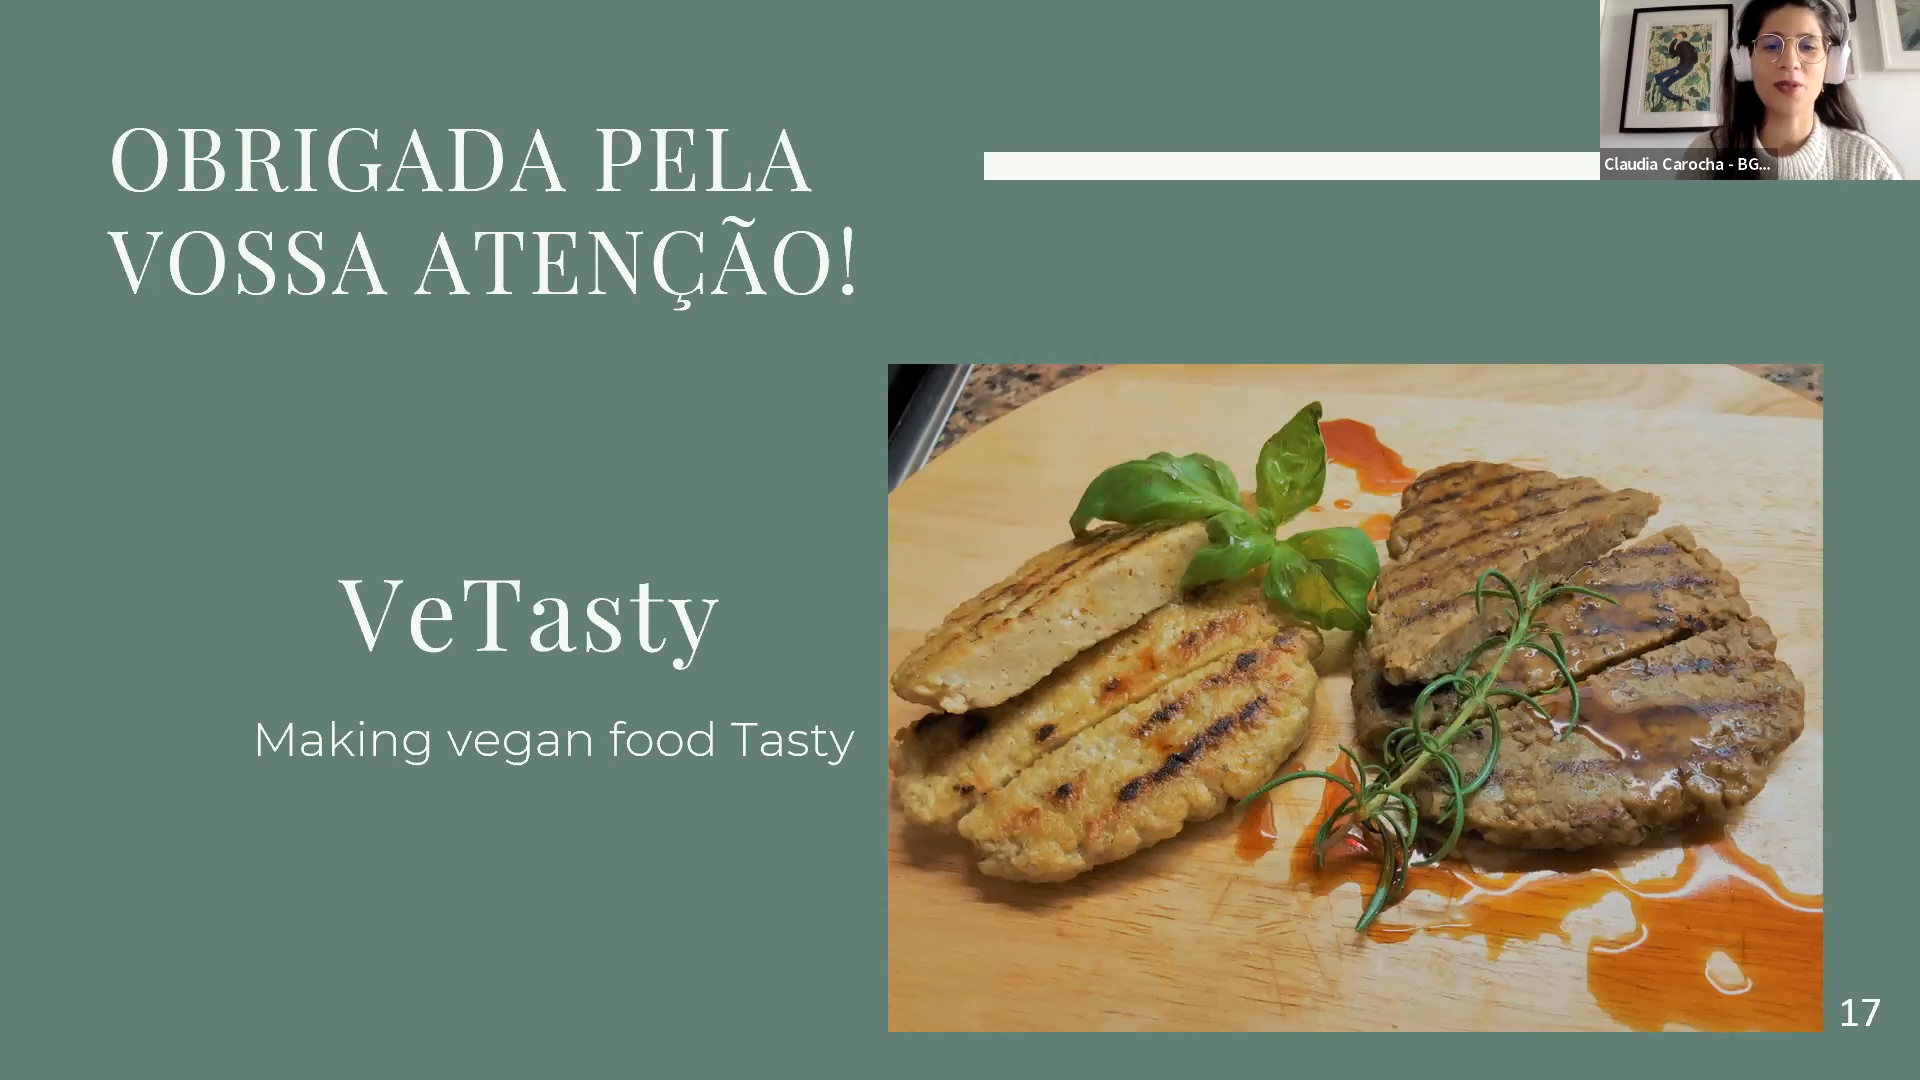 OBRIGADA PELA
VOSSA ATENÇÃO!
Claudia Carocha - BG...
VeTasty
Making vegan food Tasty
17